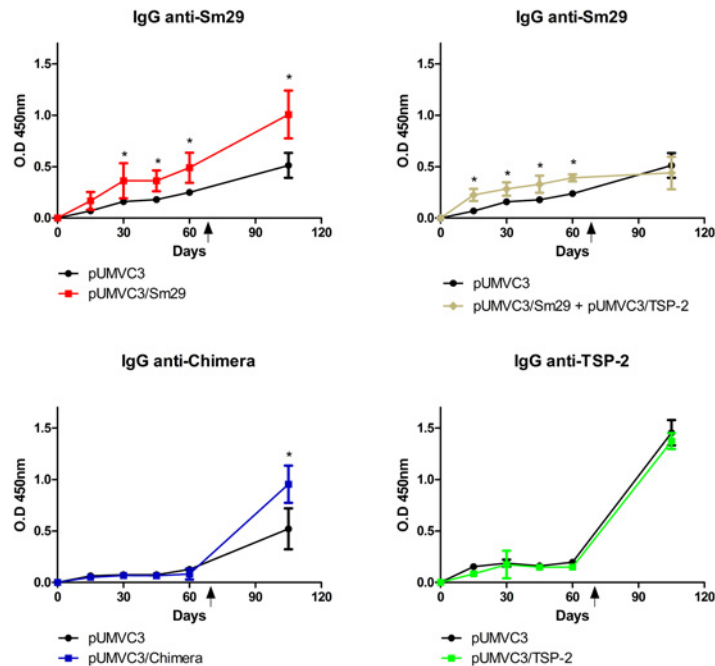 IgG anti-Sm29
O.D 450nm
1.5
1.0
0.5
0.0
* * * *
0 30 60 90 120
Days
pUMVC3
pUMVC3/Sm29
IgG anti-Sm29
O.D 450nm
1.5
1.0
0.5
0.0
* * * *
0 30 60 90 120
Days
pUMVC3
pUMVC3/Sm29 + pUMVC3/TSP-2
IgG anti-Chimera
O.D 450nm
1.5
1.0
0.5
0.0
*
0 30 60 90 120
Days
pUMVC3
pUMVC3/Chimera
IgG anti-TSP-2
O.D 450nm
1.5
1.0
0.5
0.0
0 30 60 90 120
Days
pUMVC3
pUMVC3/TSP-2